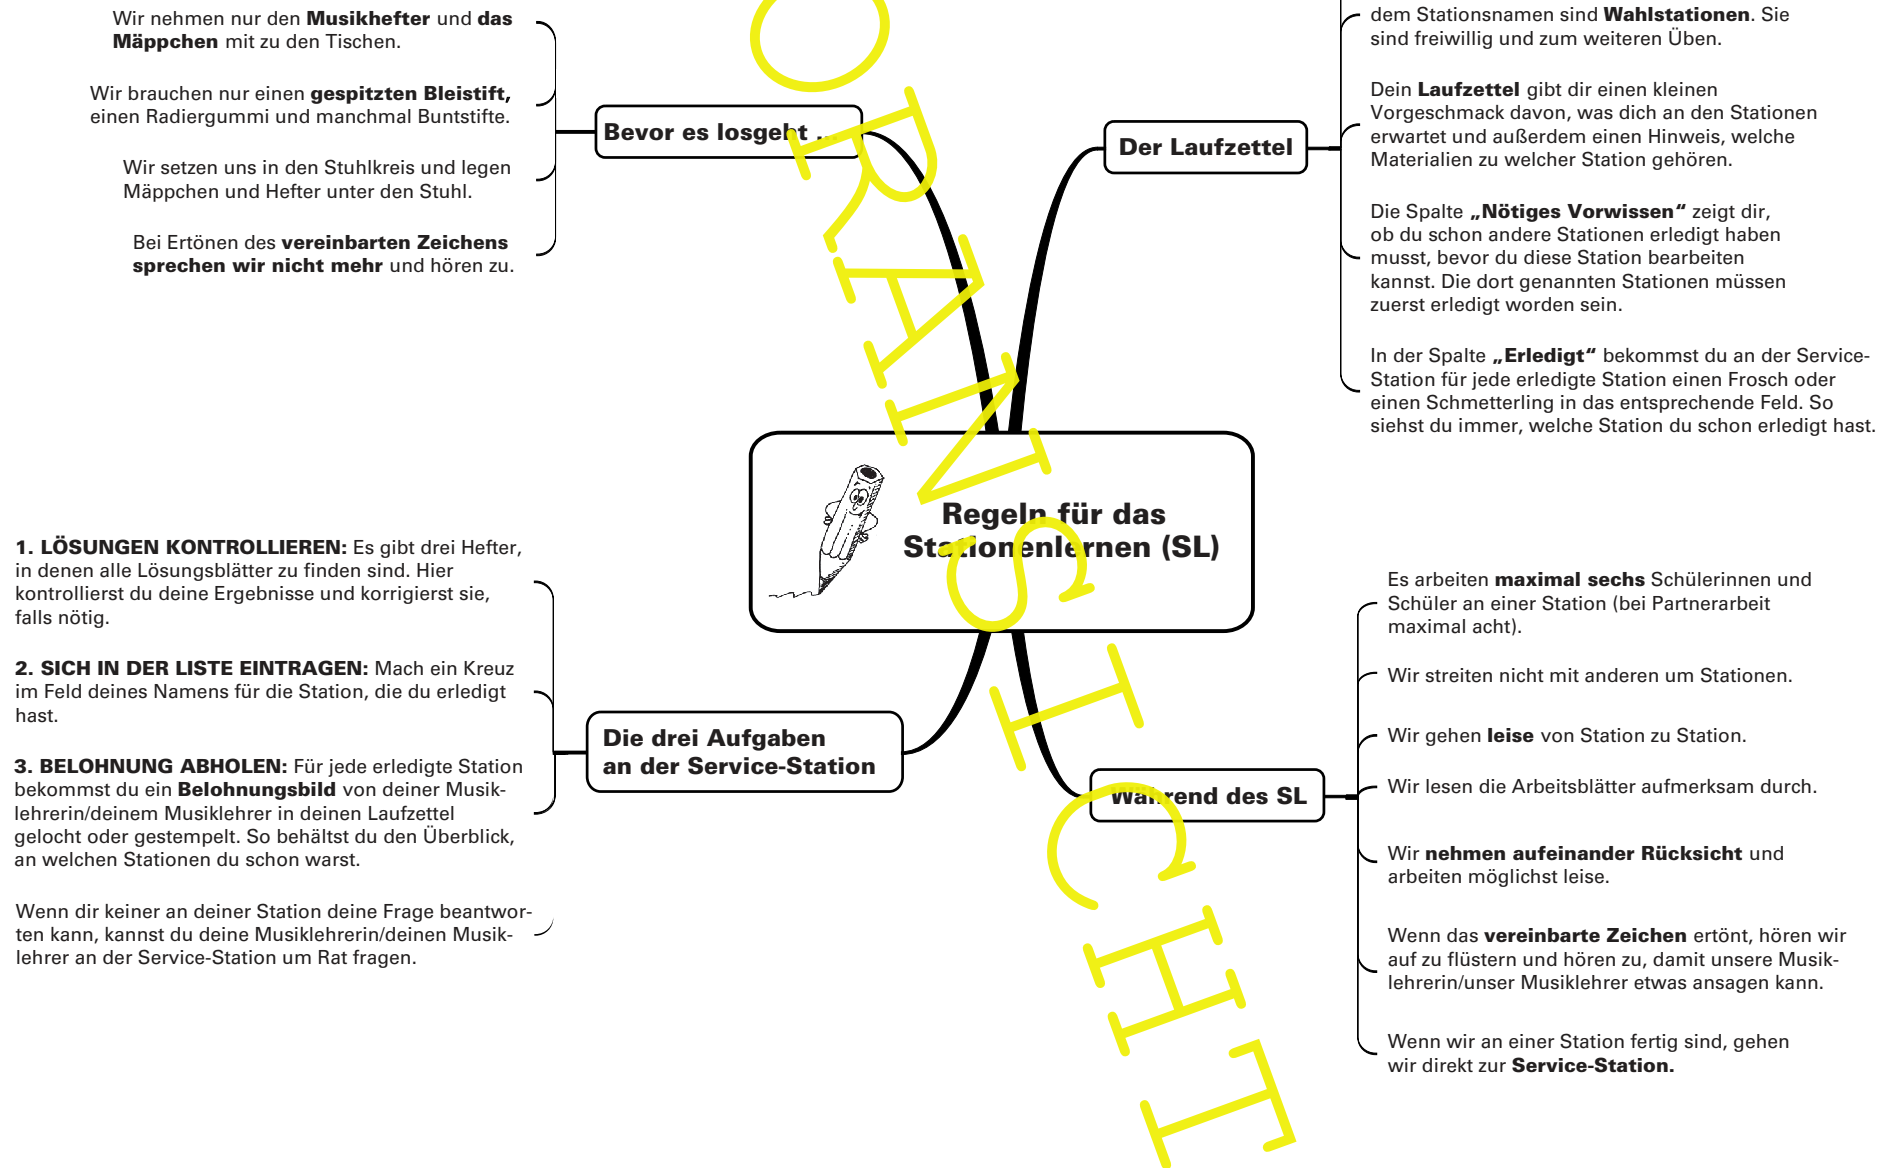 Wir nehmen nur den Musikhefter und das
Mäppchen mit zu den Tischen.
Wir brauchen nur einen gespitzten Bleistift,
einen Radiergummi und manchmal Buntstifte.
Wir setzen uns in den Stuhlkreis und legen
Mäppchen und Hefter unter den Stuhl.
Bei Ertönen des vereinbarten Zeichens
sprechen wir nicht mehr und hören zu.
Bevor es losgeht ...
Der Laufzettel
dem Stationsnamen sind Wahlstationen. Sie
sind freiwillig und zum weiteren Üben.
Dein Laufzettel gibt dir einen kleinen
Vorgeschmack davon, was dich an den Stationen
erwartet und außerdem einen Hinweis, welche
Materialien zu welcher Station gehören.
Die Spalte „Nötiges Vorwissen“ zeigt dir,
ob du schon andere Stationen erledigt haben
musst, bevor du diese Station bearbeiten
kannst. Die dort genannten Stationen müssen
zuerst erledigt worden sein.
In der Spalte „Erledigt“ bekommst du an der Service-
Station für jede erledigte Station einen Frosch oder
einen Schmetterling in das entsprechende Feld. So
siehst du immer, welche Station du schon erledigt hast.
Regeln für das
Stationenlernen (SL)
1. LÖSUNGEN KONTROLLIEREN: Es gibt drei Hefter,
in denen alle Lösungsblätter zu finden sind. Hier
kontrollierst du deine Ergebnisse und korrigierst sie,
falls nötig.
2. SICH IN DER LISTE EINTRAGEN: Mach ein Kreuz
im Feld deines Namens für die Station, die du erledigt
hast.
3. BELOHNUNG ABHOLEN: Für jede erledigte Station
bekommst du ein Belohnungsbild von deiner Musik-
lehrerin/deinem Musiklehrer in deinen Laufzettel
gelocht oder gestempelt. So behältst du den Überblick,
an welchen Stationen du schon warst.
Wenn dir keiner an deiner Station deine Frage beantwor-
ten kann, kannst du deine Musiklehrerin/deinen Musik-
lehrer an der Service-Station um Rat fragen.
Die drei Aufgaben
an der Service-Station
Während des SL
Es arbeiten maximal sechs Schülerinnen und
Schüler an einer Station (bei Partnerarbeit
maximal acht).
Wir streiten nicht mit anderen um Stationen.
Wir gehen leise von Station zu Station.
Wir lesen die Arbeitsblätter aufmerksam durch.
Wir nehmen aufeinander Rücksicht und
arbeiten möglichst leise.
Wenn das vereinbarte Zeichen ertönt, hören wir
auf zu flüstern und hören zu, damit unsere Musik-
lehrerin/unser Musiklehrer etwas ansagen kann.
Wenn wir an einer Station fertig sind, gehen
wir direkt zur Service-Station.
ORANSICHT